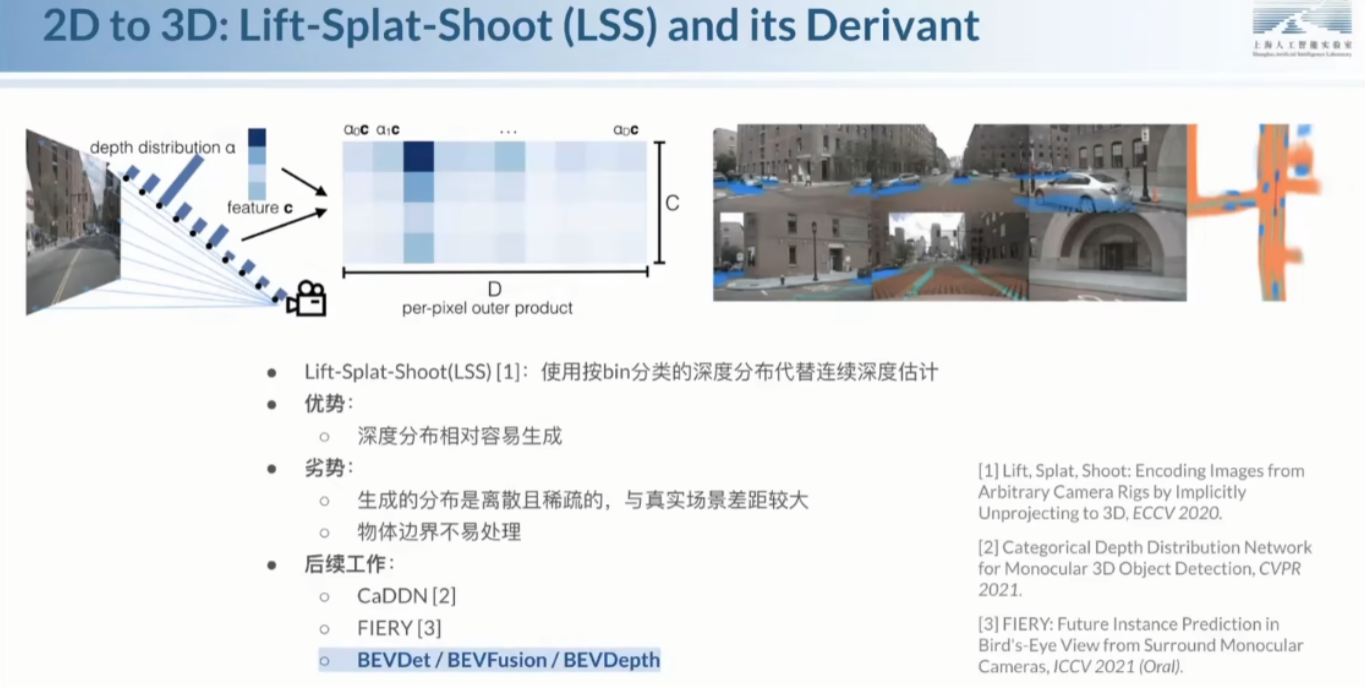 2D to 3D: Lift-Splat-Shoot (LSS) and its Derivant
上海人工智能实验室
Shanghai Artificial Intelligence Laboratory
depth distribution α
feature c
α₀c α₁c ... α_Dc
C
D
per-pixel outer product
● Lift-Splat-Shoot(LSS) [1]：使用按bin分类的深度分布代替连续深度估计
● 优势：
○ 深度分布相对容易生成
● 劣势：
○ 生成的分布是离散且稀疏的，与真实场景差距较大
○ 物体边界不易处理
● 后续工作：
○ CaDDN [2]
○ FIERY [3]
○ BEVDet / BEVFusion / BEVDepth
[1] Lift, Splat, Shoot: Encoding Images from
Arbitrary Camera Rigs by Implicitly
Unprojecting to 3D, ECCV 2020.
[2] Categorical Depth Distribution Network
for Monocular 3D Object Detection, CVPR
2021.
[3] FIERY: Future Instance Prediction in
Bird's-Eye View from Surround Monocular
Cameras, ICCV 2021 (Oral).